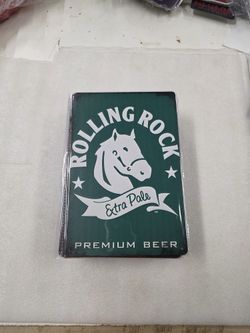 ROLLING ROCK
Extra Pale
PREMIUM BEER